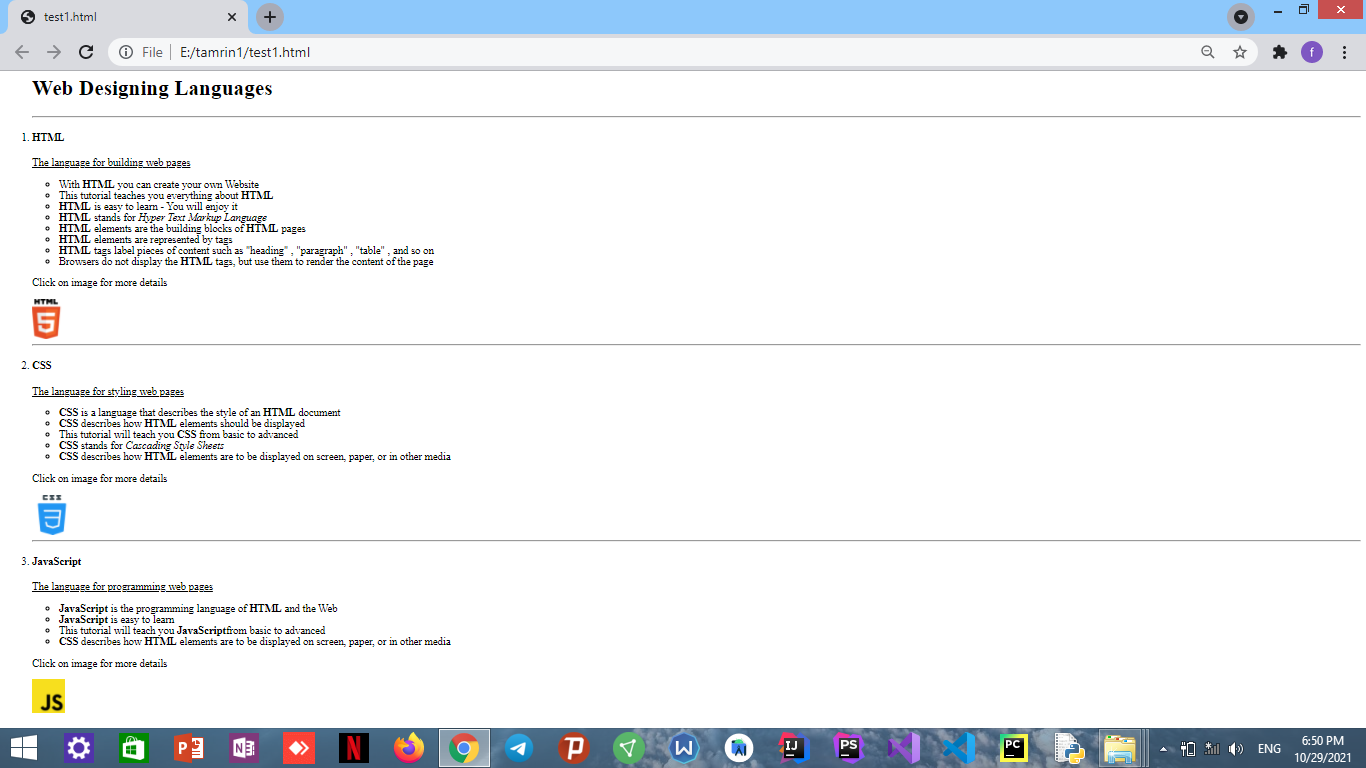 test1.html
File
E:/tamrin1/test1.html
f
Web Designing Languages
1. HTML
The language for building web pages
With HTML you can create your own Website
This tutorial teaches you everything about HTML
HTML is easy to learn - You will enjoy it
HTML stands for Hyper Text Markup Language
HTML elements are the building blocks of HTML pages
HTML elements are represented by tags
HTML tags label pieces of content such as "heading" , "paragraph" , "table" , and so on
Browsers do not display the HTML tags, but use them to render the content of the page
Click on image for more details
HTML
5
2. CSS
The language for styling web pages
CSS is a language that describes the style of an HTML document
CSS describes how HTML elements should be displayed
This tutorial will teach you CSS from basic to advanced
CSS stands for Cascading Style Sheets
CSS describes how HTML elements are to be displayed on screen, paper, or in other media
Click on image for more details
CSS
3
3. JavaScript
The language for programming web pages
JavaScript is the programming language of HTML and the Web
JavaScript is easy to learn
This tutorial will teach you JavaScriptfrom basic to advanced
CSS describes how HTML elements are to be displayed on screen, paper, or in other media
Click on image for more details
JS
P
N
N
P
W
IJ
PS
PC
ENG
6:50 PM
10/29/2021